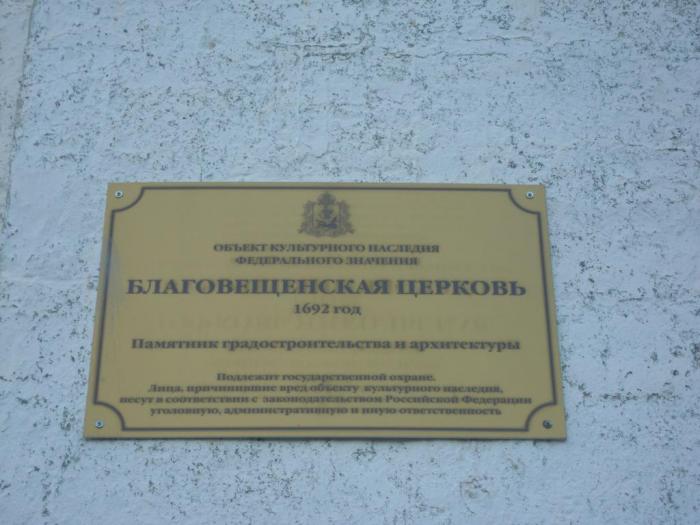 ОБЪЕКТ КУЛЬТУРНОГО НАСЛЕДИЯ
ФЕДЕРАЛЬНОГО ЗНАЧЕНИЯ
БЛАГОВЕЩЕНСКАЯ ЦЕРКОВЬ
1692 год
Памятник градостроительства и архитектуры
Подлежит государственной охране.
Лица, причинившие вред объекту культурного наследия,
несут в соответствии с законодательством Российской Федерации
уголовную, административную и иную ответственность